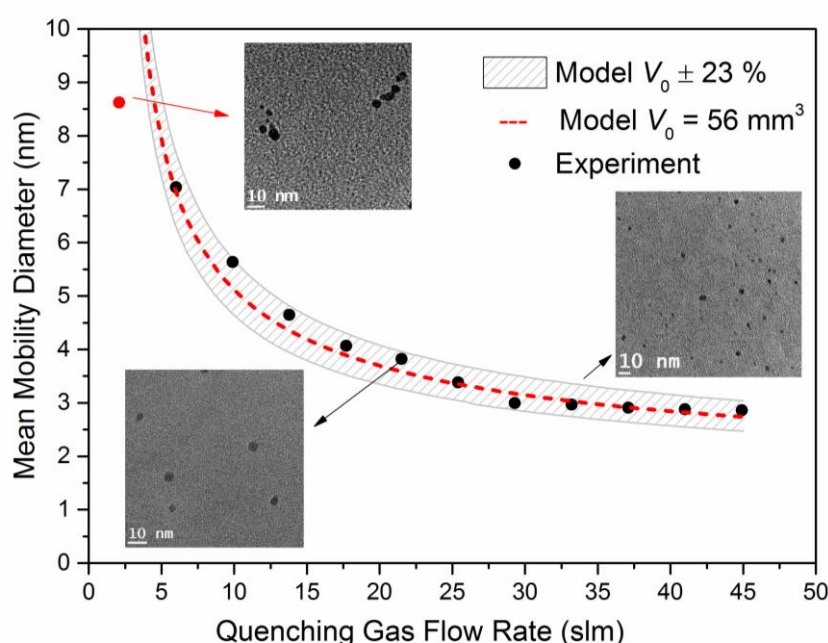 10
9
8
7
6
5
4
3
2
1
0
Mean Mobility Diameter (nm)
Model V₀ ± 23 %
Model V₀ = 56 mm³
Experiment
10 nm
10 nm
10 nm
0 5 10 15 20 25 30 35 40 45 50
Quenching Gas Flow Rate (slm)